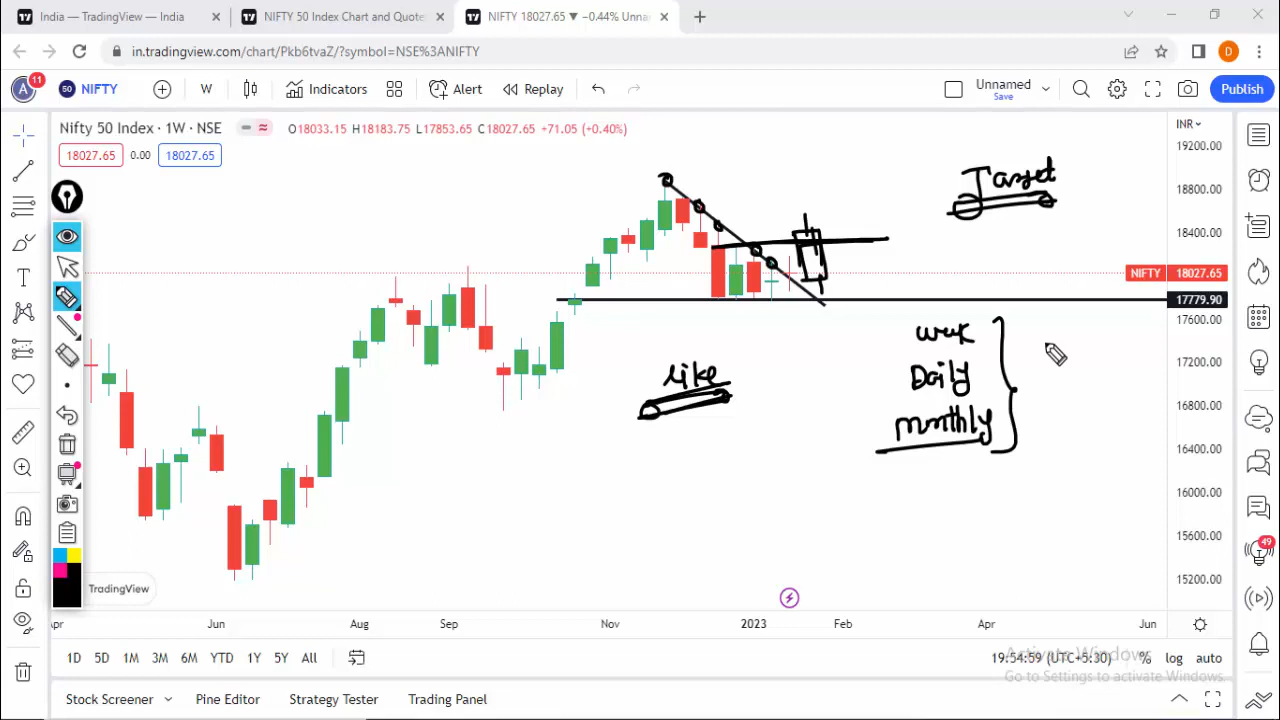 India — TradingView — India
NIFTY 50 Index Chart and Quote
NIFTY 18027.65 ▼ −0.44% Unna
in.tradingview.com/chart/Pkb6tvaZ/?symbol=NSE%3ANIFTY
D
A 11
50 NIFTY
W
Indicators
Alert
Replay
Unnamed
Save
Publish
Nifty 50 Index · 1W · NSE
O18033.15 H18183.75 L17853.65 C18027.65 +71.05 (+0.40%)
18027.65 0.00 18027.65
INR
19200.00
18800.00
18400.00
NIFTY 18027.65
17779.90
17600.00
17200.00
16800.00
16400.00
16000.00
15600.00
15200.00
Target
like
Daily
monthly
49
TradingView
Apr Jun Aug Sep Nov 2023 Feb Apr Jun
1D 5D 1M 3M 6M YTD 1Y 5Y All
19:54:59 (UTC+5:30) % log auto
Activate Windows
Go to Settings to activate Windows.
Stock Screener Pine Editor Strategy Tester Trading Panel